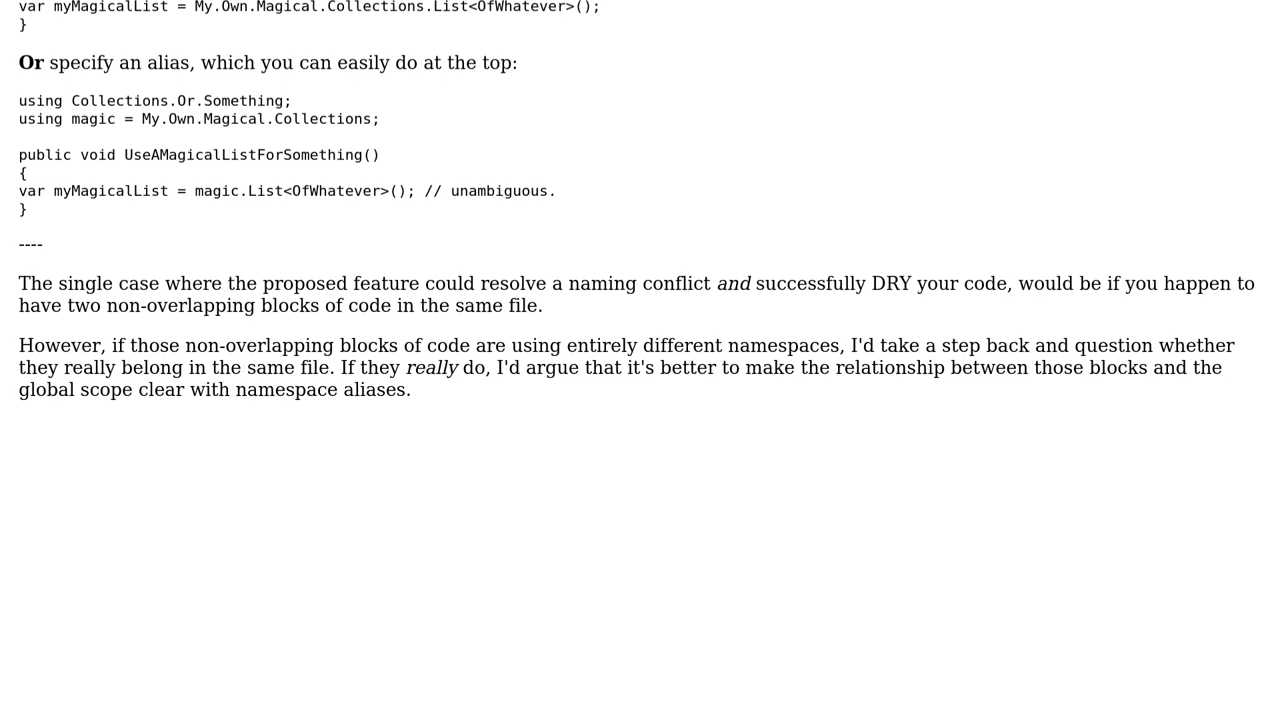 var myMagicalList = My.Own.Magical.Collections.List<OfWhatever>();
}
Or specify an alias, which you can easily do at the top:
using Collections.Or.Something;
using magic = My.Own.Magical.Collections;
public void UseAMagicalListForSomething()
{
var myMagicalList = magic.List<OfWhatever>(); // unambiguous.
}
----
The single case where the proposed feature could resolve a naming conflict and successfully DRY your code, would be if you happen to
have two non-overlapping blocks of code in the same file.
However, if those non-overlapping blocks of code are using entirely different namespaces, I'd take a step back and question whether
they really belong in the same file. If they really do, I'd argue that it's better to make the relationship between those blocks and the
global scope clear with namespace aliases.